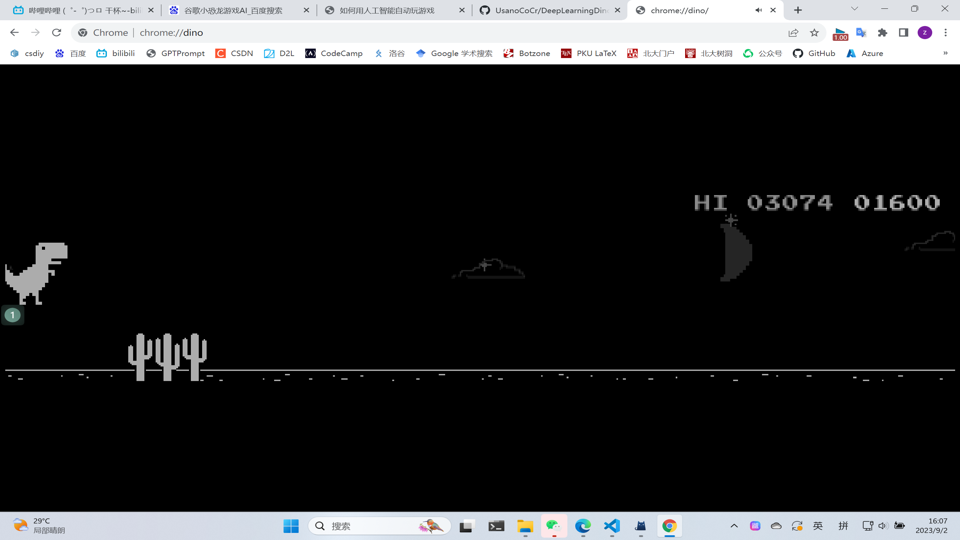 哔哩哔哩 (゜-゜)つロ 干杯~-bili
谷歌小恐龙游戏AI_百度搜索
如何用人工智能自动玩游戏
UsanoCoCr/DeepLearningDin
chrome://dino/
Chrome | chrome://dino
1.00
z
csdiy
百度
bilibili
GPTPrompt
CSDN
D2L
CodeCamp
洛谷
Google 学术搜索
Botzone
PKU LaTeX
北大门户
北大树洞
公众号
GitHub
Azure
»
HI 03074 01600
1
29°C
局部晴朗
搜索
英
拼
16:07
2023/9/2